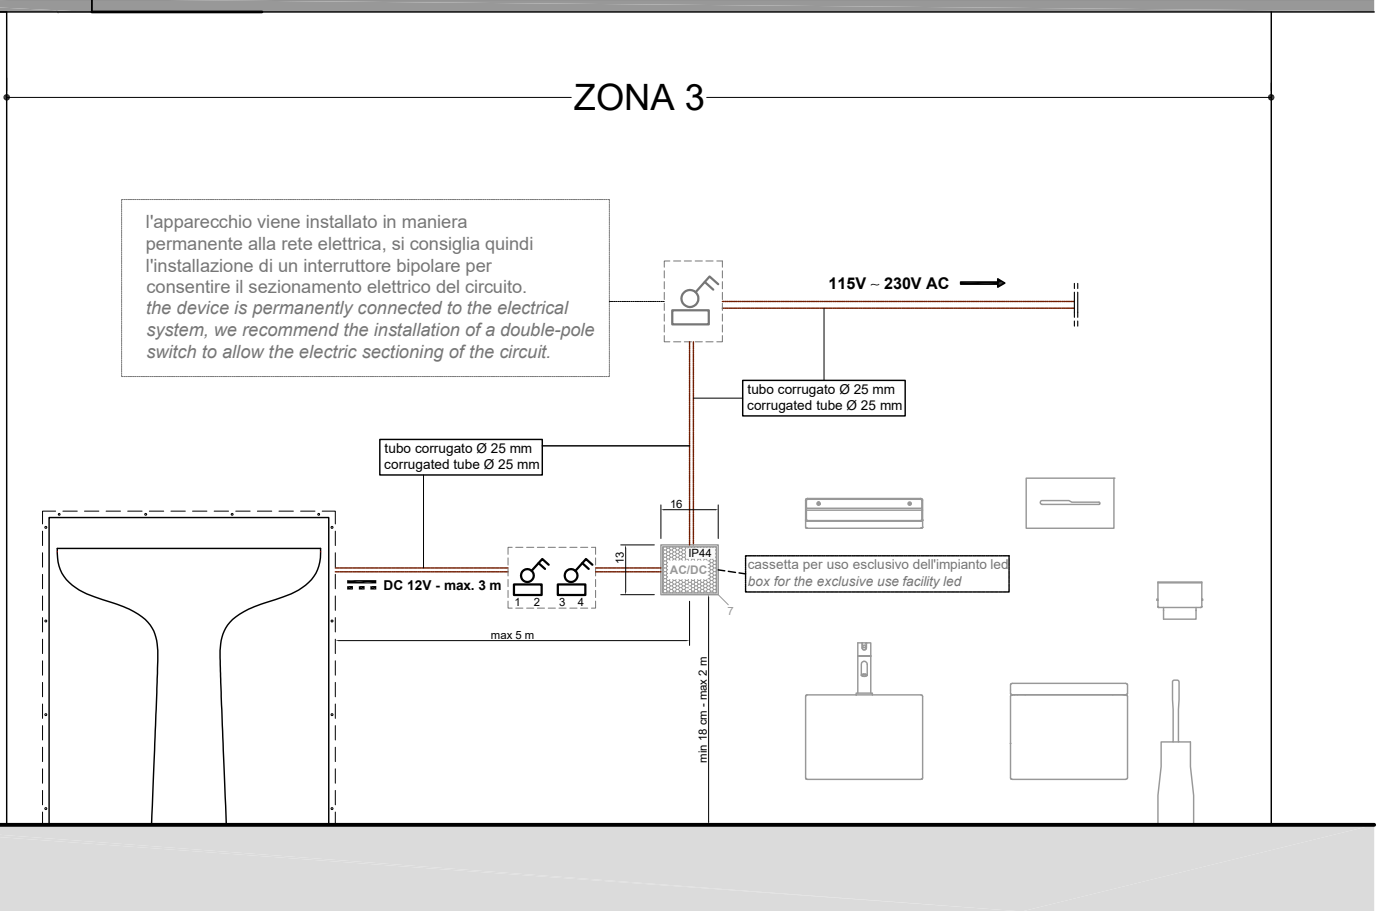 ZONA 3
l'apparecchio viene installato in maniera
permanente alla rete elettrica, si consiglia quindi
l'installazione di un interruttore bipolare per
consentire il sezionamento elettrico del circuito.
the device is permanently connected to the electrical
system, we recommend the installation of a double-pole
switch to allow the electric sectioning of the circuit.
115V ~ 230V AC
tubo corrugato Ø 25 mm
corrugated tube Ø 25 mm
tubo corrugato Ø 25 mm
corrugated tube Ø 25 mm
16
13
IP44
AC/DC
cassetta per uso esclusivo dell'impianto led
box for the exclusive use facility led
DC 12V - max. 3 m
1 2 3 4
7
max 5 m
min 18 cm - max 2 m